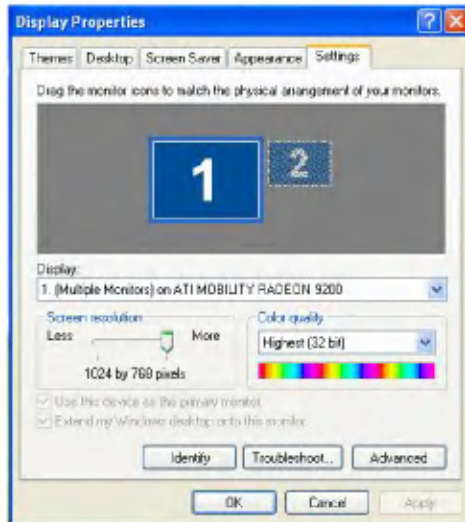 Display Properties
Themes Desktop Screen Saver Appearance Settings
Drag the monitor icons to match the physical arrangement of your monitors.
1 2
Display:
1. (Multiple Monitors) on ATI MOBILITY RADEON 9200
Screen resolution
Less More
1024 by 768 pixels
Color quality
Highest (32 bit)
Use this device as the primary monitor.
Extend my Windows desktop onto this monitor.
Identify Troubleshoot... Advanced
OK Cancel Apply